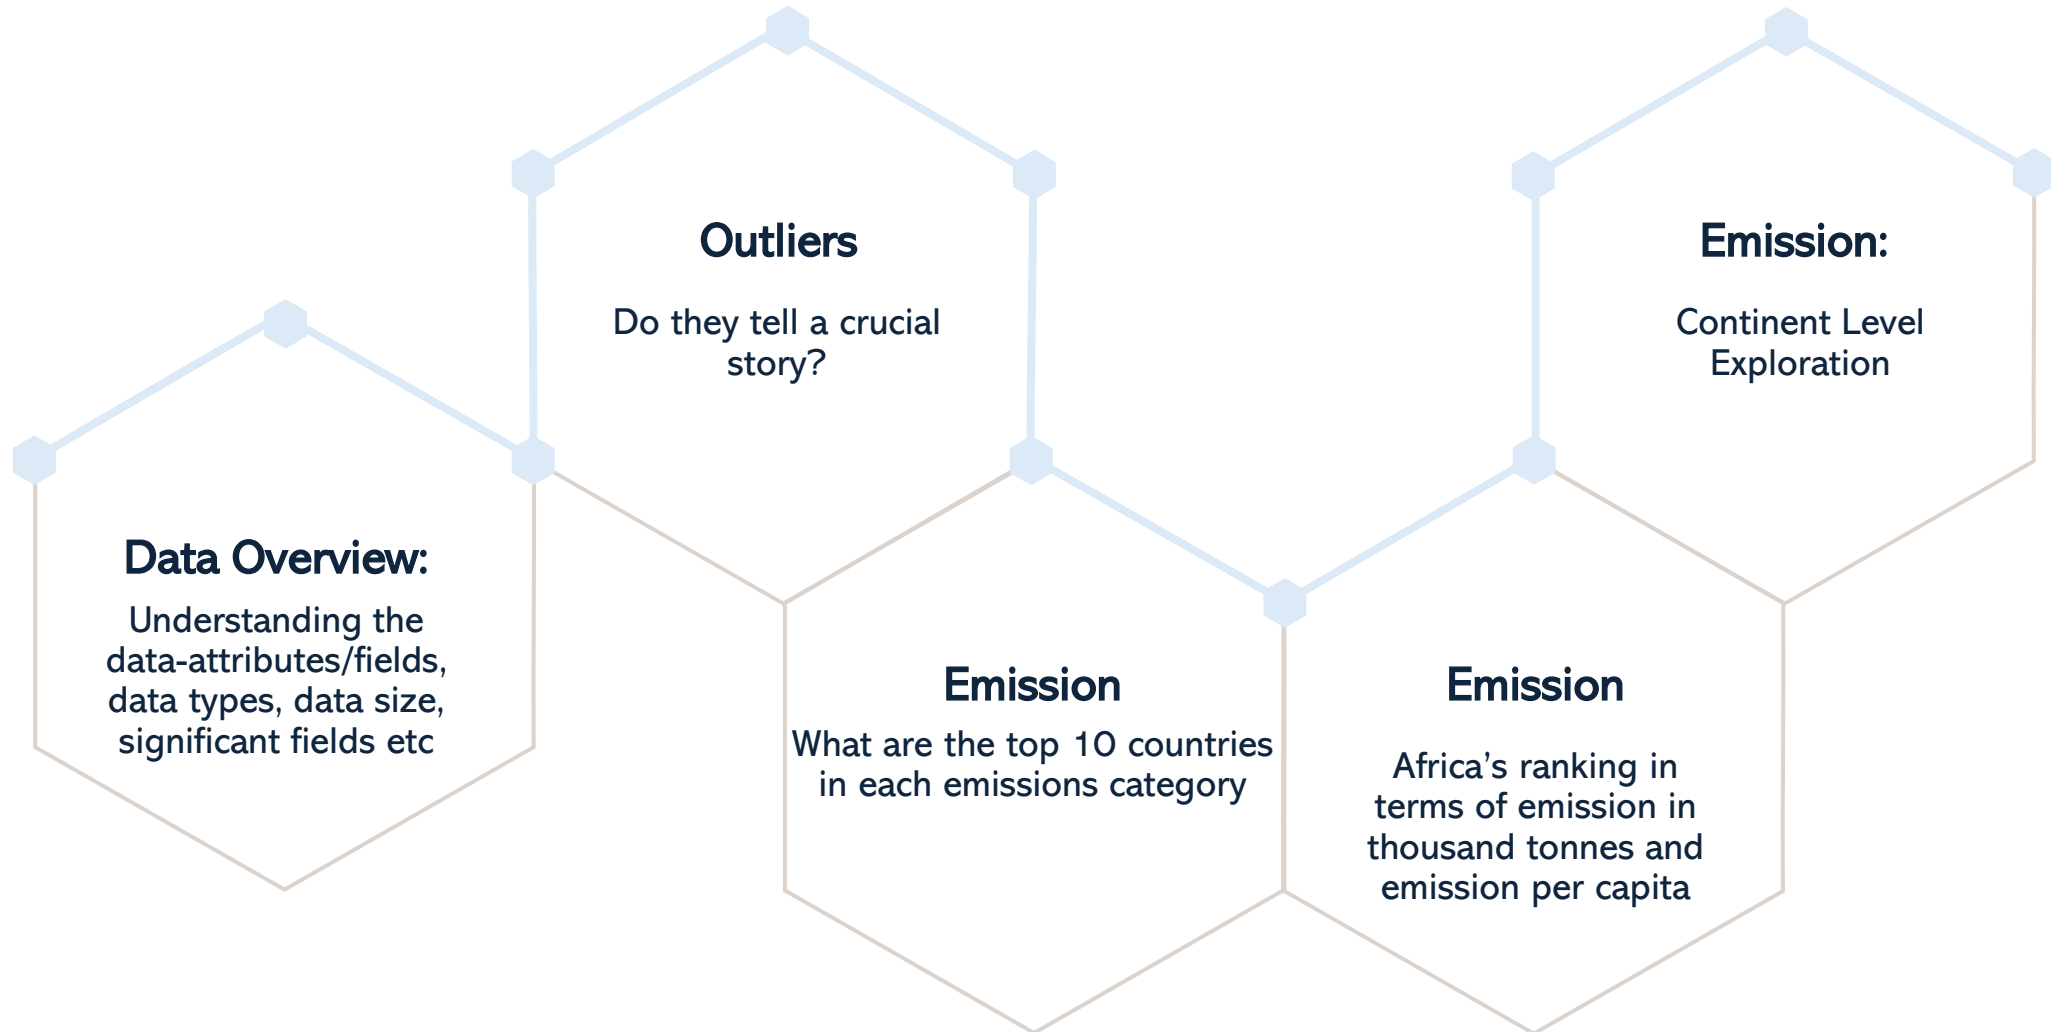 Data Overview:
Understanding the
data-attributes/fields,
data types, data size,
significant fields etc
Outliers
Do they tell a crucial
story?
Emission
What are the top 10 countries
in each emissions category
Emission
Africa’s ranking in
terms of emission in
thousand tonnes and
emission per capita
Emission:
Continent Level
Exploration